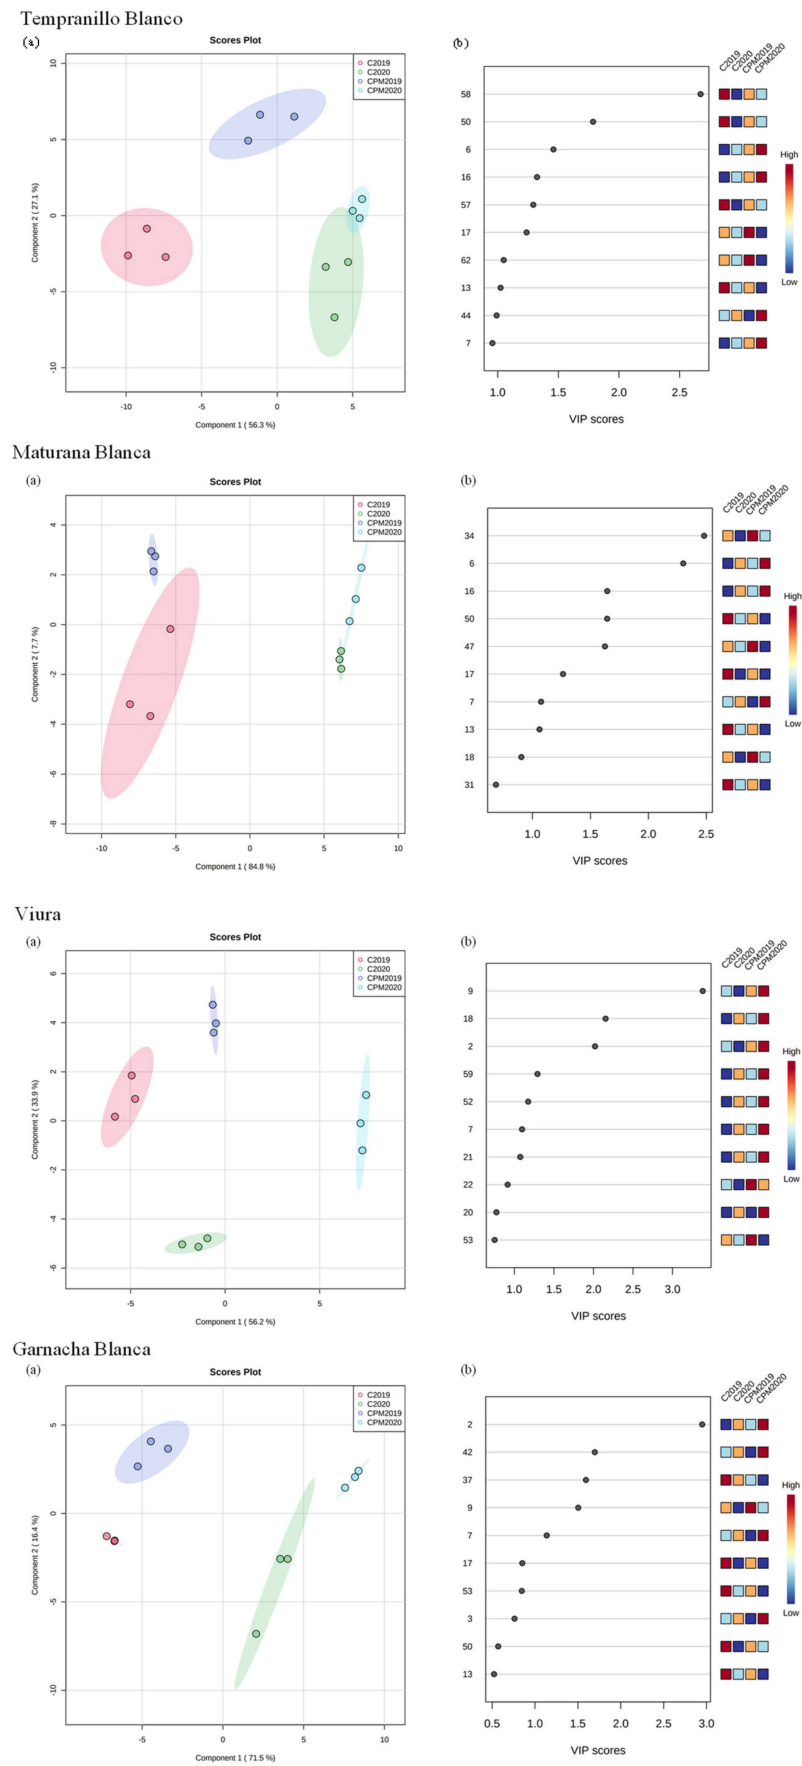 Tempranillo Blanco
(a)
Scores Plot
C2019
C2020
CPM2019
CPM2020
10
5
0
-5
-10
Component 2 ( 27.1 %)
-10 -5 0 5
Component 1 ( 56.3 %)
(b)
C2019 C2020 CPM2019 CPM2020
58
50
6
16
57
17
62
13
44
7
High
Low
1.0 1.5 2.0 2.5
VIP scores
Maturana Blanca
(a)
Scores Plot
C2019
C2020
CPM2019
CPM2020
4
2
0
-2
-4
-6
-8
Component 2 ( 7.7 %)
-10 -5 0 5 10
Component 1 ( 84.8 %)
(b)
C2019 C2020 CPM2019 CPM2020
34
6
16
50
47
17
7
13
18
31
High
Low
1.0 1.5 2.0 2.5
VIP scores
Viura
(a)
Scores Plot
C2019
C2020
CPM2019
CPM2020
6
4
2
0
-2
-4
-6
Component 2 ( 33.9 %)
-5 0 5
Component 1 ( 56.2 %)
(b)
C2019 C2020 CPM2019 CPM2020
9
18
2
59
52
7
21
22
20
53
High
Low
1.0 1.5 2.0 2.5 3.0
VIP scores
Garnacha Blanca
(a)
Scores Plot
C2019
C2020
CPM2019
CPM2020
5
0
-5
-10
Component 2 ( 16.4 %)
-5 0 5 10
Component 1 ( 71.5 %)
(b)
C2019 C2020 CPM2019 CPM2020
2
42
37
9
7
17
53
3
50
13
High
Low
0.5 1.0 1.5 2.0 2.5 3.0
VIP scores